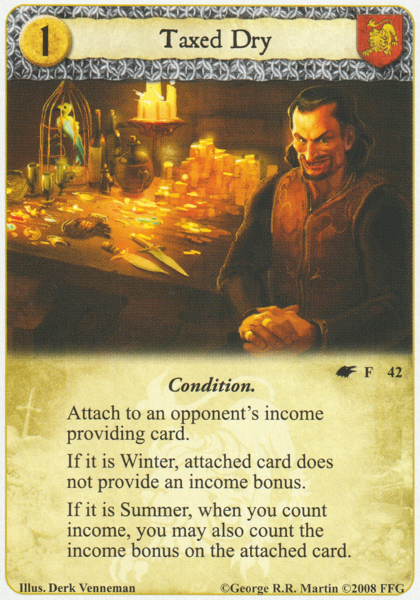 1
Taxed Dry
F 42
Condition.
Attach to an opponent's income
providing card.
If it is Winter, attached card does
not provide an income bonus.
If it is Summer, when you count
income, you may also count the
income bonus on the attached card.
Illus. Derk Venneman ©George R.R. Martin ©2008 FFG